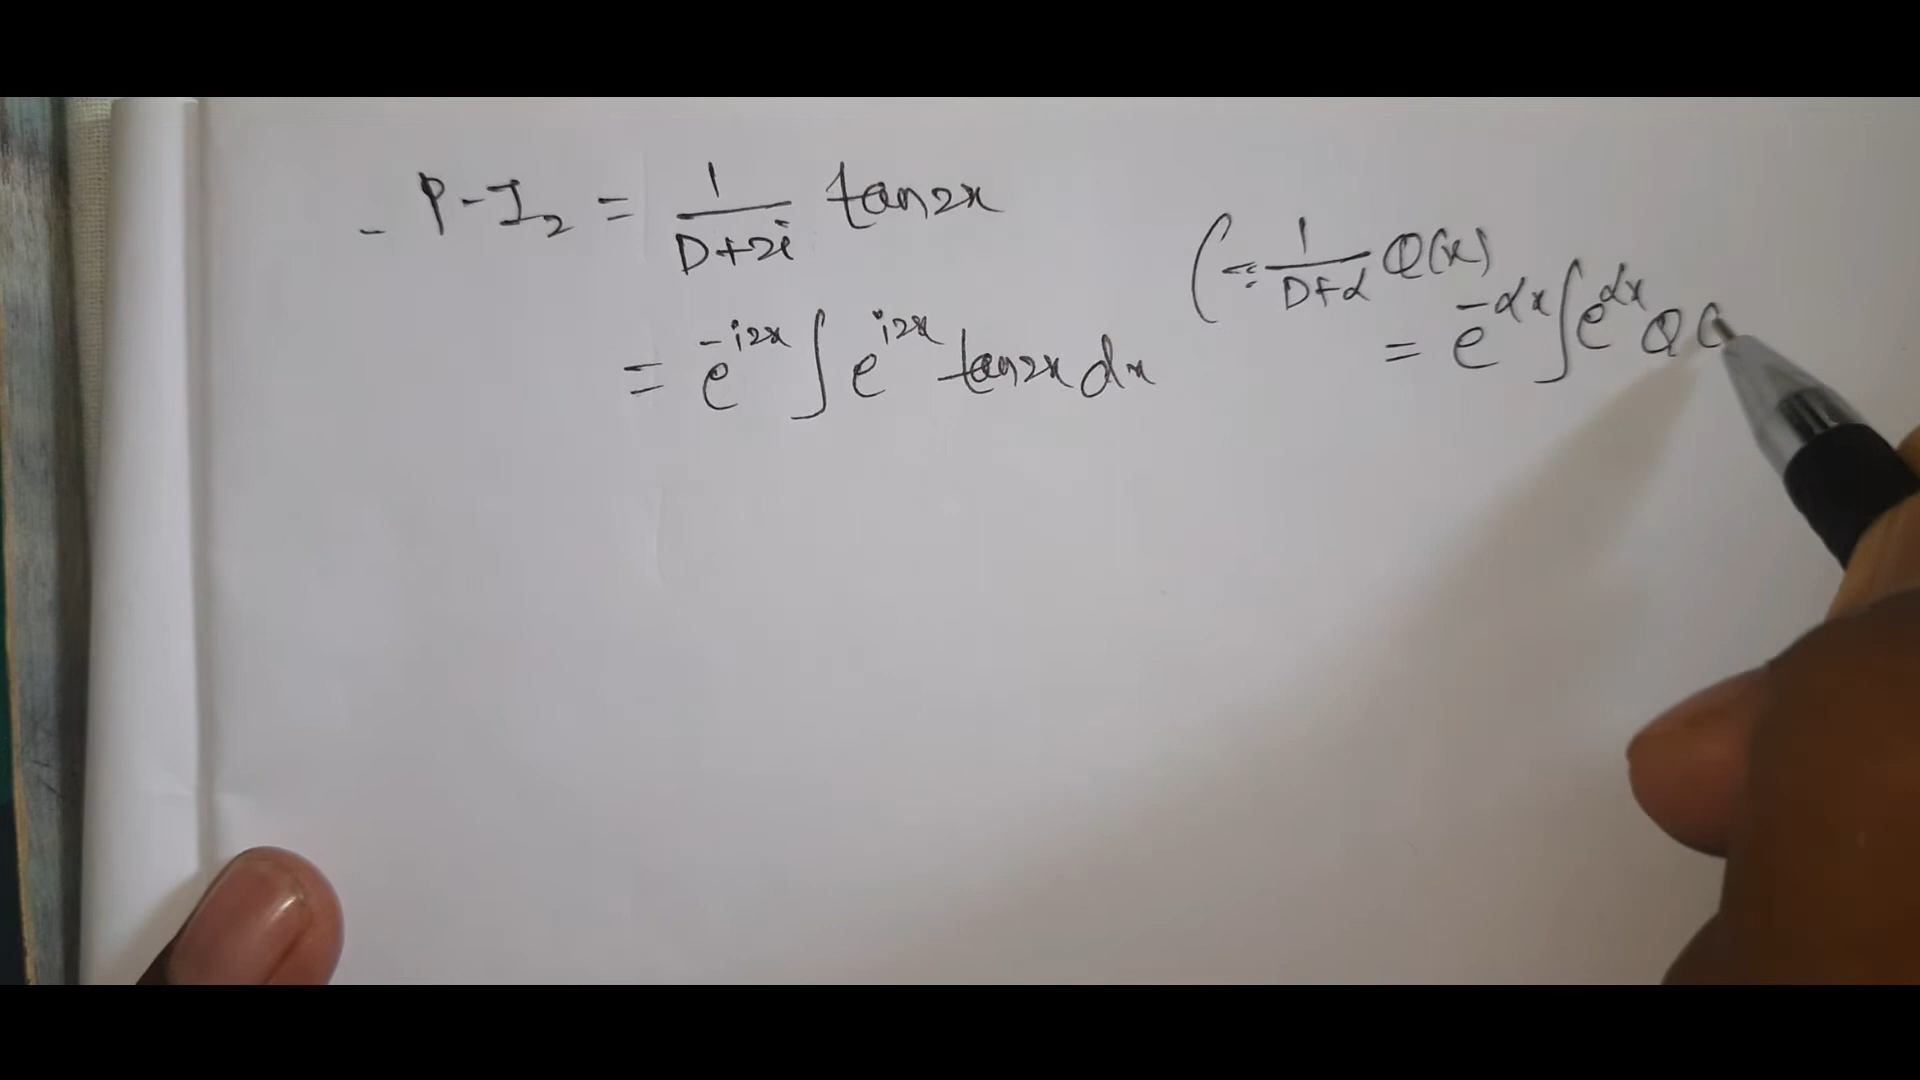 - P-I₂ = 1/(D+2i) tan2x
(∵ 1/(D+α) Q(x)
= e^(-αx) ∫ e^(αx) Q(
= e^(-i2x) ∫ e^(i2x) tan2x dx